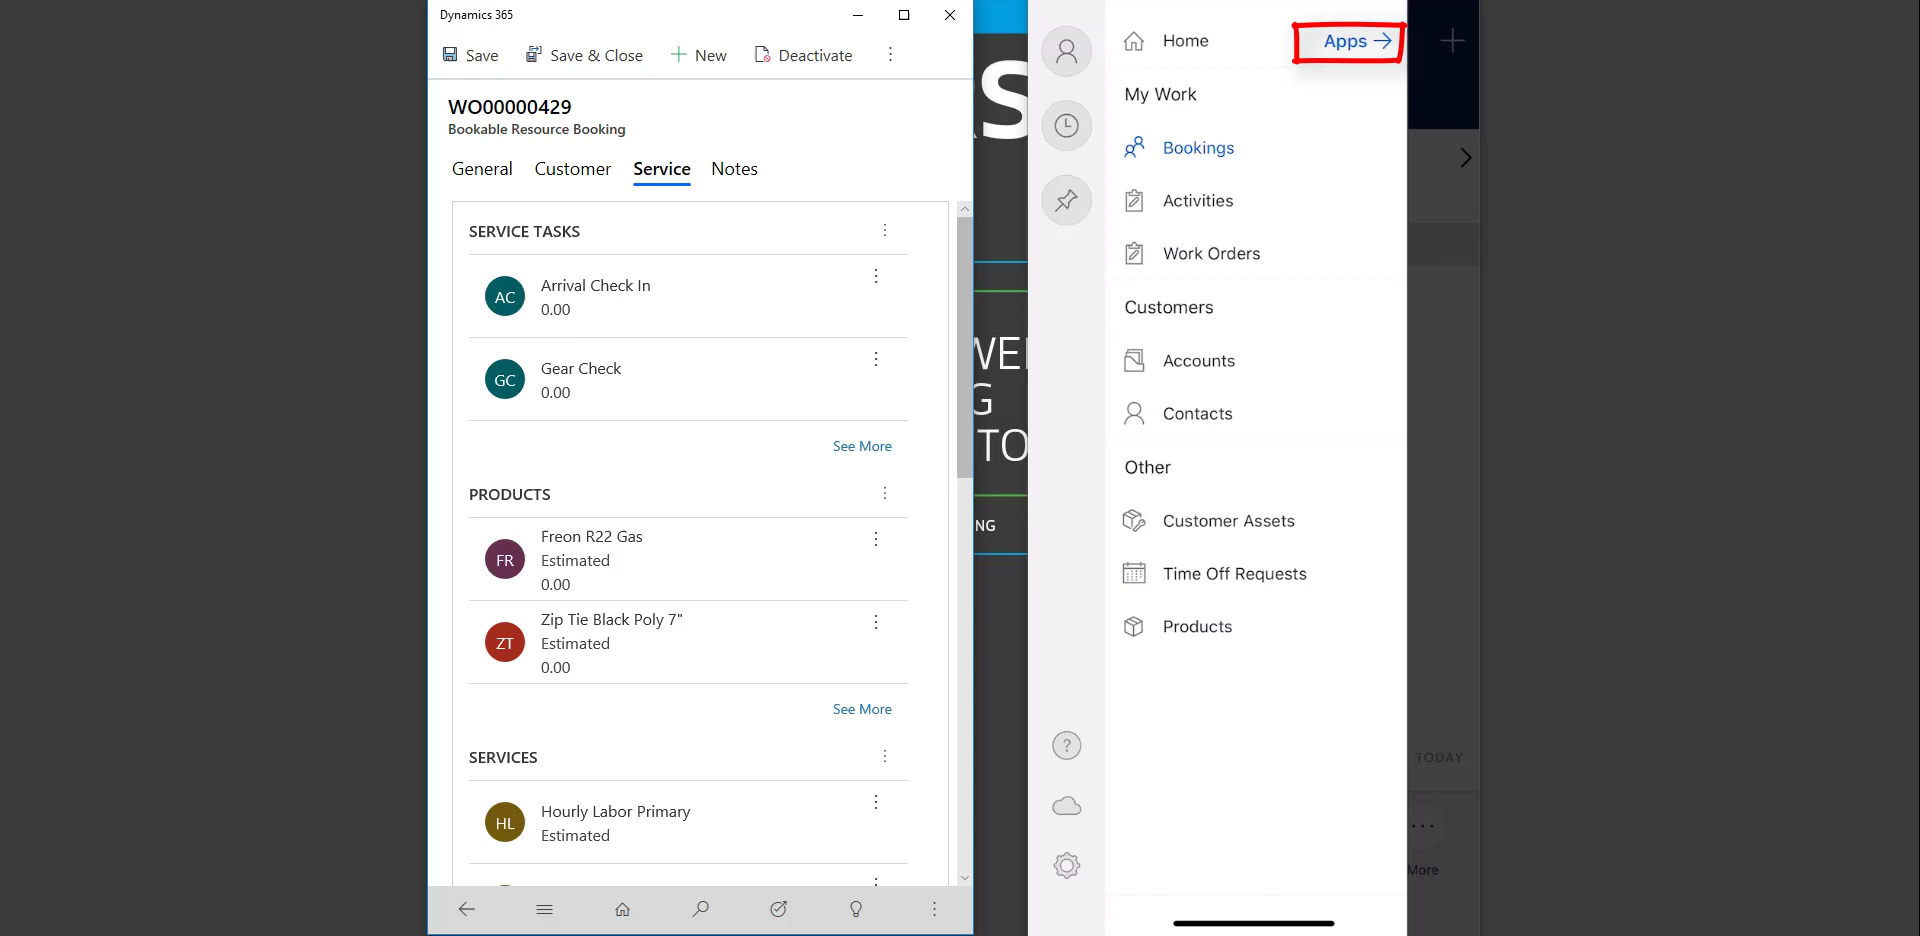 Dynamics 365
Save
Save & Close
New
Deactivate
WO00000429
Bookable Resource Booking
General
Customer
Service
Notes
SERVICE TASKS
AC
Arrival Check In
0.00
GC
Gear Check
0.00
See More
PRODUCTS
FR
Freon R22 Gas
Estimated
0.00
ZT
Zip Tie Black Poly 7"
Estimated
0.00
See More
SERVICES
HL
Hourly Labor Primary
Estimated
TO
NG
Home
Apps
My Work
Bookings
Activities
Work Orders
Customers
Accounts
Contacts
Other
Customer Assets
Time Off Requests
Products
TODAY
More